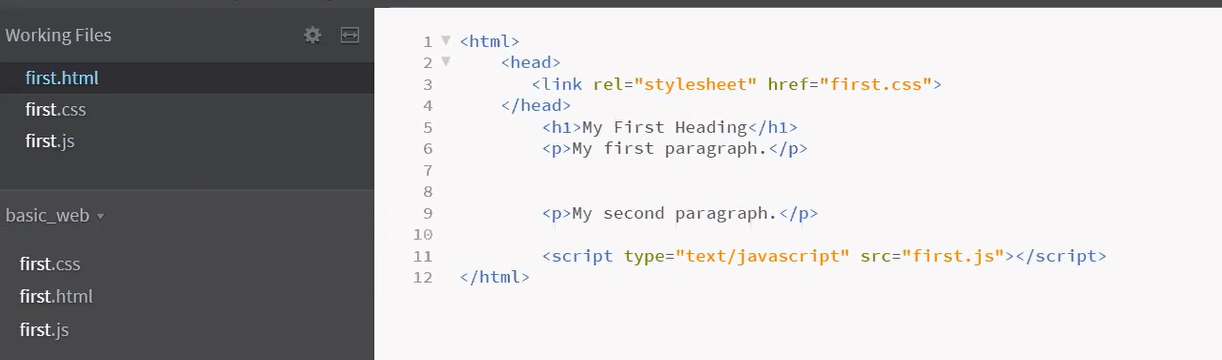 Working Files
first.html
first.css
first.js
basic_web
first.css
first.html
first.js
1 <html>
2 <head>
3 <link rel="stylesheet" href="first.css">
4 </head>
5 <h1>My First Heading</h1>
6 <p>My first paragraph.</p>
7
8
9 <p>My second paragraph.</p>
10
11 <script type="text/javascript" src="first.js"></script>
12 </html>